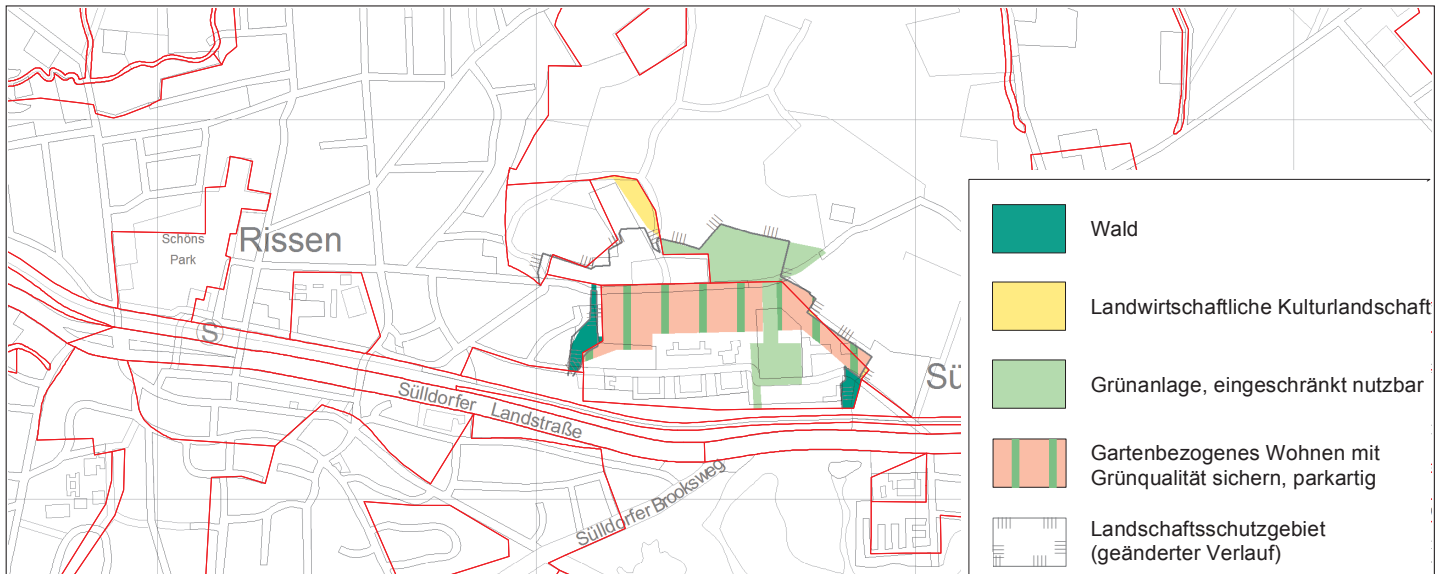 Schöns
Park
Rissen
S
Sülldorfer Landstraße
Sülldorfer Brooksweg
Sü
Wald
Landwirtschaftliche Kulturlandschaft
Grünanlage, eingeschränkt nutzbar
Gartenbezogenes Wohnen mit
Grünqualität sichern, parkartig
Landschaftsschutzgebiet
(geänderter Verlauf)